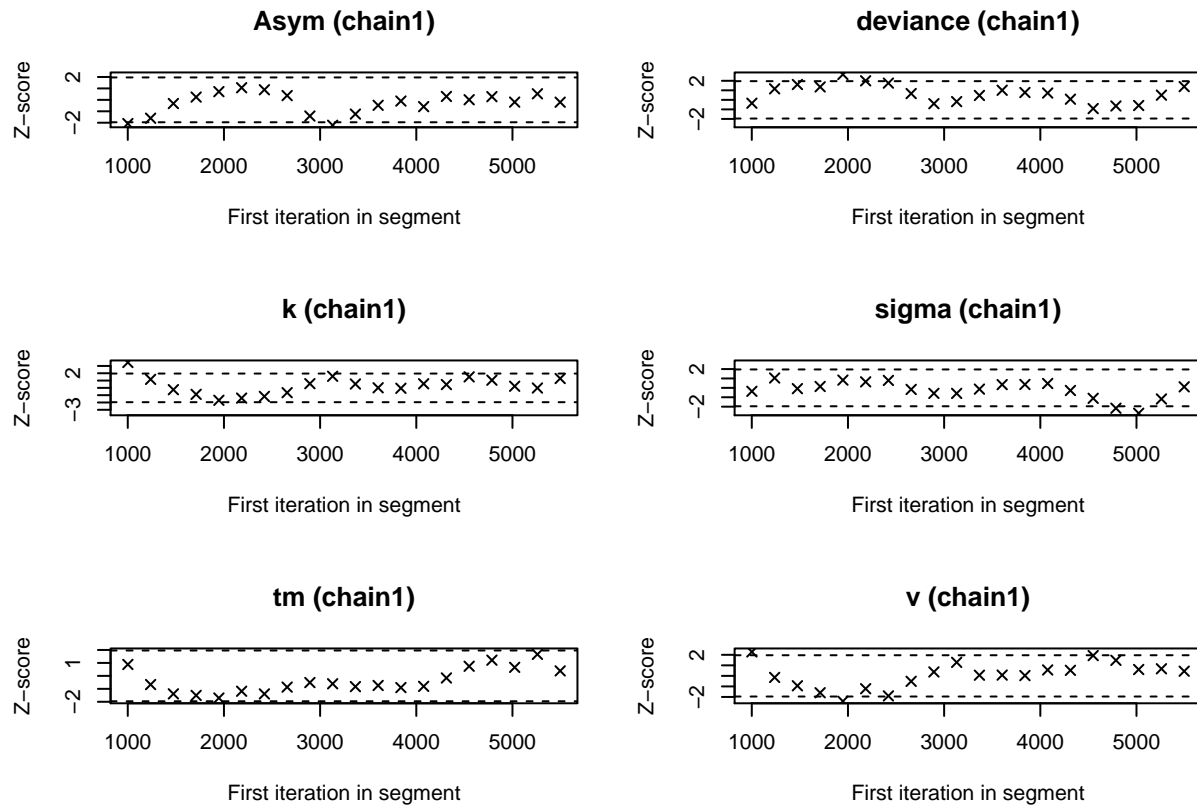 Asym (chain1)
Z−score
2
−2
1000 2000 3000 4000 5000
First iteration in segment
deviance (chain1)
Z−score
2
−2
1000 2000 3000 4000 5000
First iteration in segment
k (chain1)
Z−score
2
−3
1000 2000 3000 4000 5000
First iteration in segment
sigma (chain1)
Z−score
2
−2
1000 2000 3000 4000 5000
First iteration in segment
tm (chain1)
Z−score
1
−2
1000 2000 3000 4000 5000
First iteration in segment
v (chain1)
Z−score
2
−2
1000 2000 3000 4000 5000
First iteration in segment